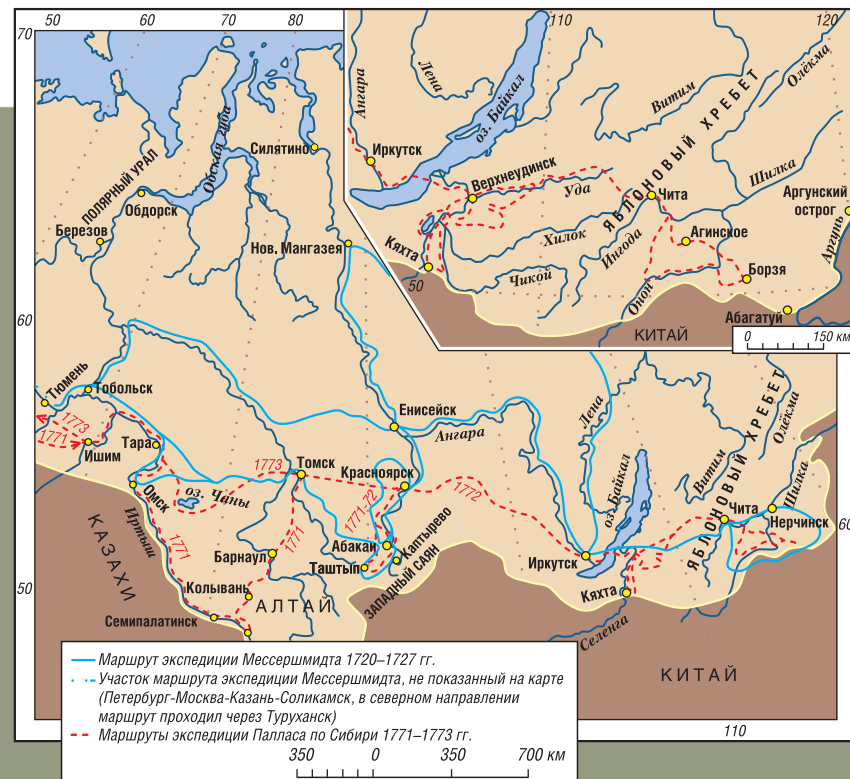 50
60
70
80
70
60
50
110
120
50
Ангара
Лена
оз. Байкал
Витим
Олёкма
Иркутск
Верхнеудинск
Уда
ЯБЛОНОВЫЙ ХРЕБЕТ
Чита
Шилка
Аргунский
острог
Аргунь
Хилок
Ингода
Агинское
Кяхта
Чикой
Онон
Борзя
Абагатуй
КИТАЙ
0 150 км
Обская губа
Силятино
ПОЛЯРНЫЙ УРАЛ
Обдорск
Березов
Нов. Мангазея
Тюмень
Тобольск
1773
1771
Ишим
Тара
Енисейск
Ангара
Лена
1773
Томск
Красноярск
1772
оз. Чаны
Омск
Иртыш
КАЗАХИ
1771
1771
1771-72
Барнаул
Абакан
Каптырево
Таштып
ЗАПАДНЫЙ САЯН
Колывань
АЛТАЙ
Семипалатинск
оз. Байкал
Витим
ЯБЛОНОВЫЙ ХРЕБЕТ
Олёкма
Шилка
Чита
Нерчинск
60
Иркутск
Кяхта
Селенга
КИТАЙ
110
Маршрут экспедиции Мессершмидта 1720–1727 гг.
Участок маршрута экспедиции Мессершмидта, не показанный на карте
(Петербург-Москва-Казань-Соликамск, в северном направлении
маршрут проходил через Туруханск)
Маршруты экспедиции Палласа по Сибири 1771–1773 гг.
350 0 350 700 км